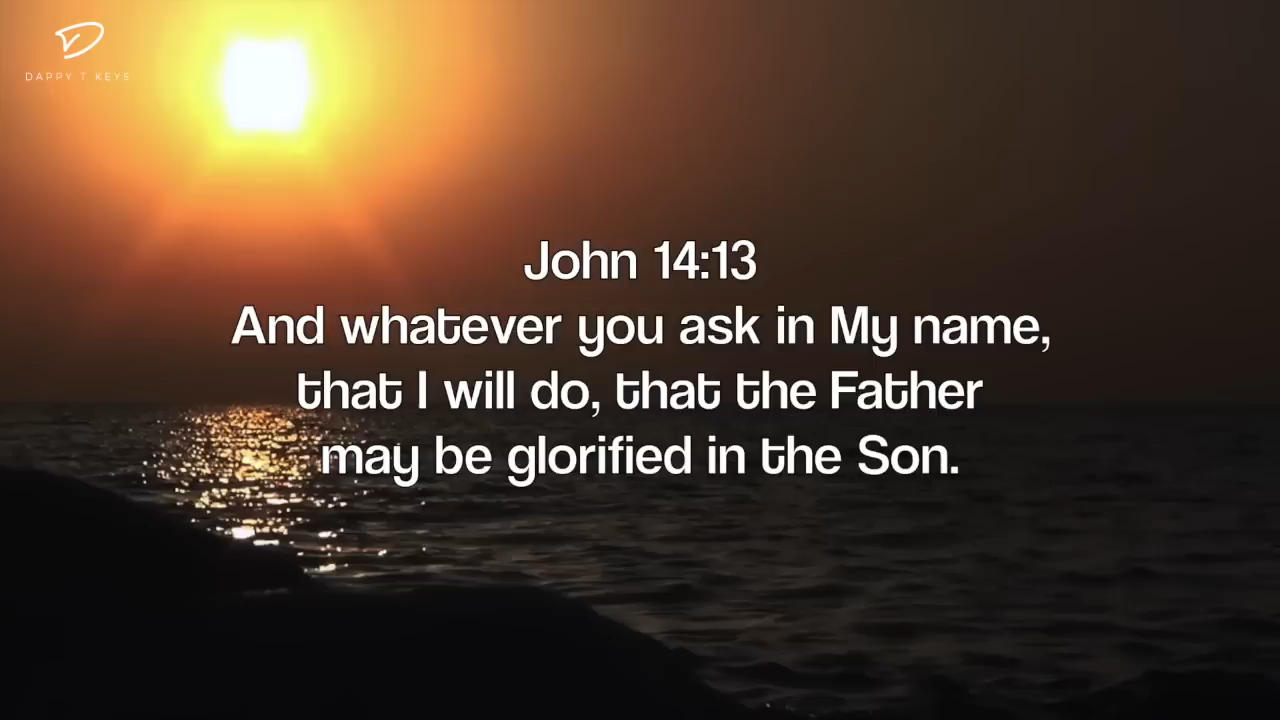 DAPPY T KEYS
John 14:13
And whatever you ask in My name,
that I will do, that the Father
may be glorified in the Son.